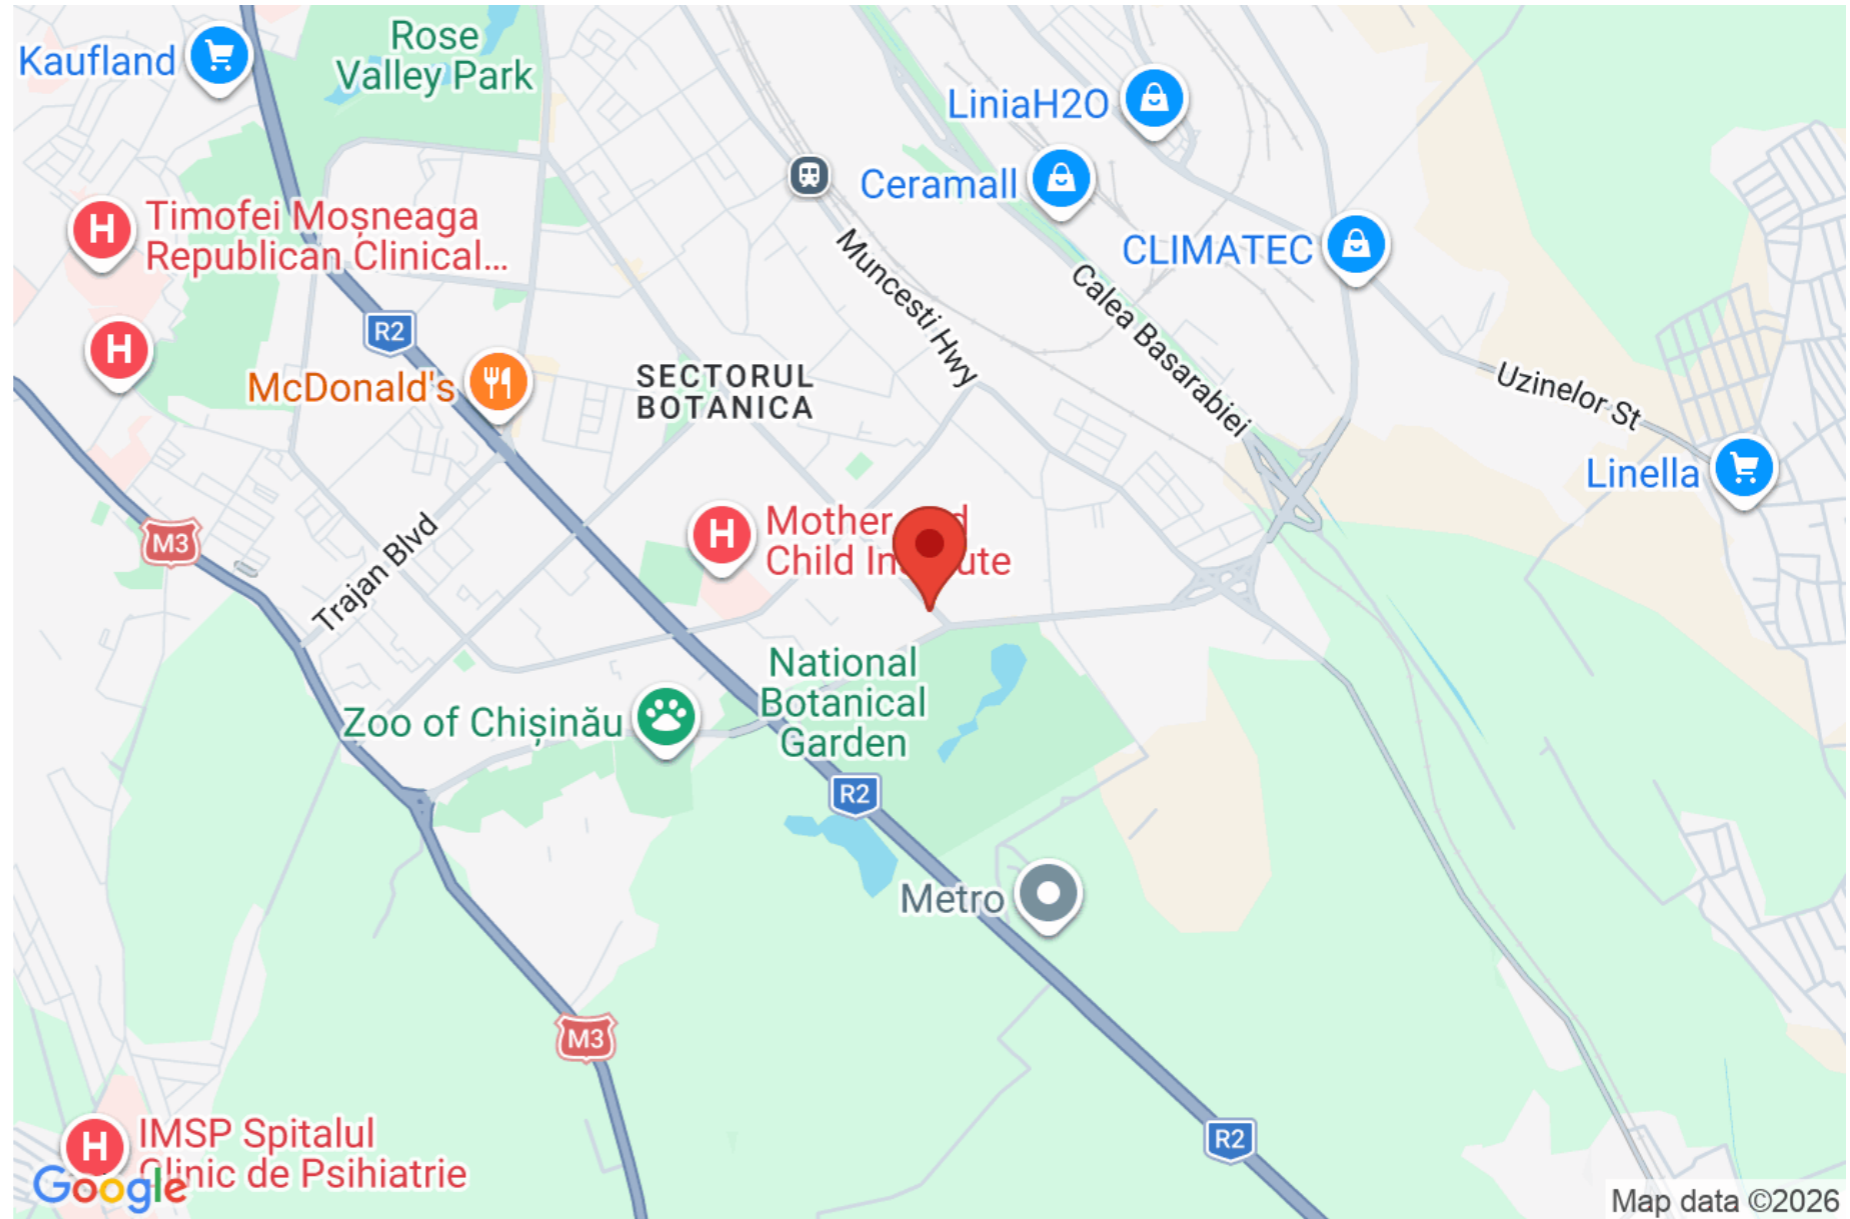 Rose
Valley Park
Kaufland
LiniaH2O
Ceramall
Timofei Moșneaga
Republican Clinical...
CLIMATEC
Muncesti Hwy
Calea Basarabiei
R2
McDonald's
SECTORUL
BOTANICA
Uzinelor St
Linella
M3
Trajan Blvd
Mother
Child
National
Botanical
Garden
Zoo of Chișinău
R2
Metro
M3
IMSP Spitalul
Clinic de Psihiatrie
R2
Google
Map data ©2026